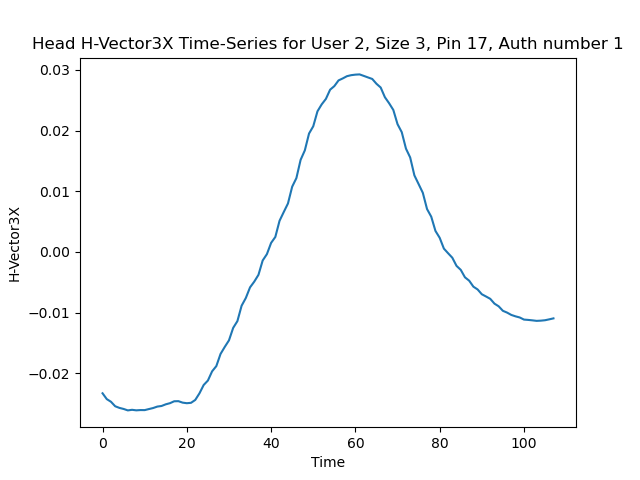 Head H-Vector3X Time-Series for User 2, Size 3, Pin 17, Auth number 1
0.03
0.02
0.01
0.00
−0.01
−0.02
H-Vector3X
0 20 40 60 80 100
Time